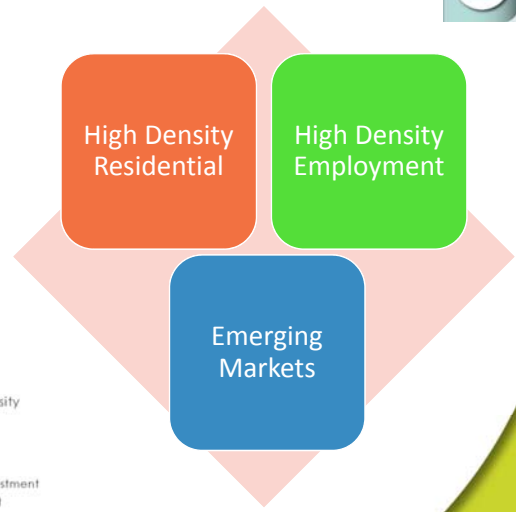 High Density
Residential
High Density
Employment
Emerging
Markets